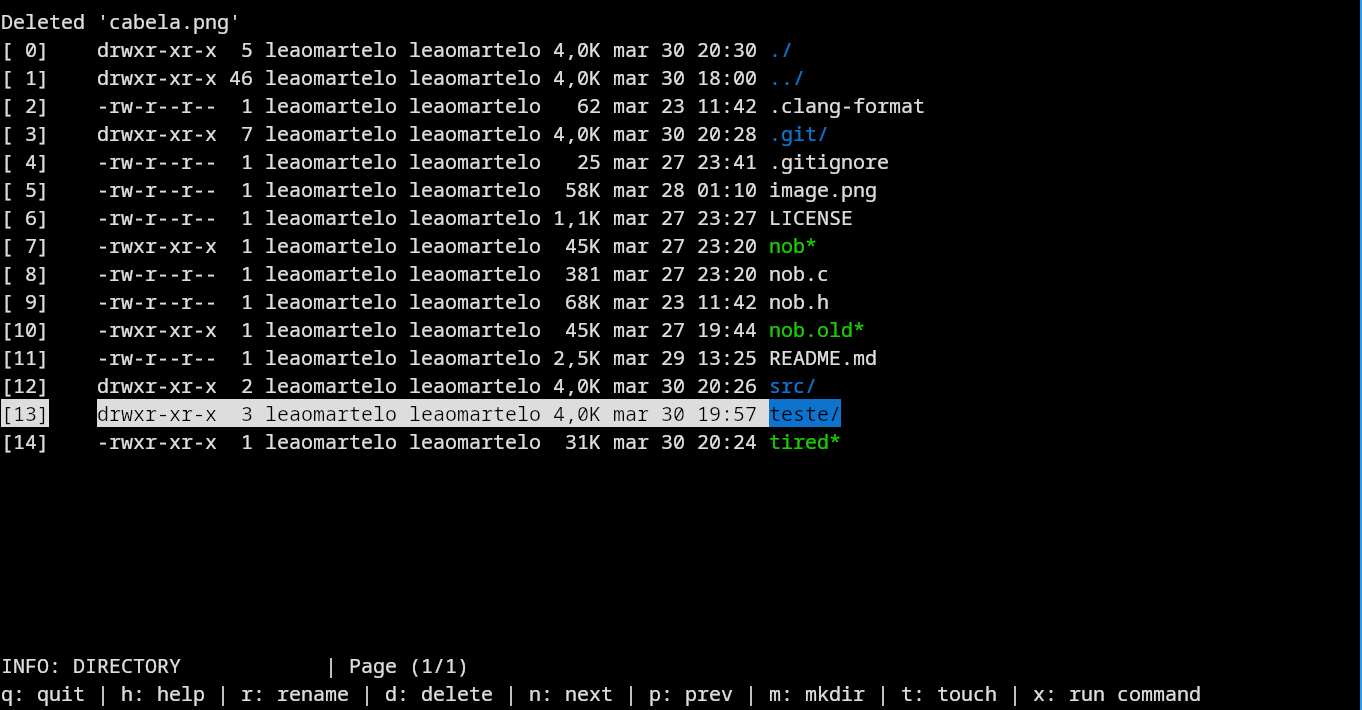 Deleted 'cabela.png'
[ 0]    drwxr-xr-x  5 leaomartelo leaomartelo 4,0K mar 30 20:30 ./
[ 1]    drwxr-xr-x 46 leaomartelo leaomartelo 4,0K mar 30 18:00 ../
[ 2]    -rw-r--r--  1 leaomartelo leaomartelo   62 mar 23 11:42 .clang-format
[ 3]    drwxr-xr-x  7 leaomartelo leaomartelo 4,0K mar 30 20:28 .git/
[ 4]    -rw-r--r--  1 leaomartelo leaomartelo   25 mar 27 23:41 .gitignore
[ 5]    -rw-r--r--  1 leaomartelo leaomartelo  58K mar 28 01:10 image.png
[ 6]    -rw-r--r--  1 leaomartelo leaomartelo 1,1K mar 27 23:27 LICENSE
[ 7]    -rwxr-xr-x  1 leaomartelo leaomartelo  45K mar 27 23:20 nob*
[ 8]    -rw-r--r--  1 leaomartelo leaomartelo  381 mar 27 23:20 nob.c
[ 9]    -rw-r--r--  1 leaomartelo leaomartelo  68K mar 23 11:42 nob.h
[10]    -rwxr-xr-x  1 leaomartelo leaomartelo  45K mar 27 19:44 nob.old*
[11]    -rw-r--r--  1 leaomartelo leaomartelo 2,5K mar 29 13:25 README.md
[12]    drwxr-xr-x  2 leaomartelo leaomartelo 4,0K mar 30 20:26 src/
[13]    drwxr-xr-x  3 leaomartelo leaomartelo 4,0K mar 30 19:57 teste/
[14]    -rwxr-xr-x  1 leaomartelo leaomartelo  31K mar 30 20:24 tired*
INFO: DIRECTORY            | Page (1/1)
q: quit | h: help | r: rename | d: delete | n: next | p: prev | m: mkdir | t: touch | x: run command